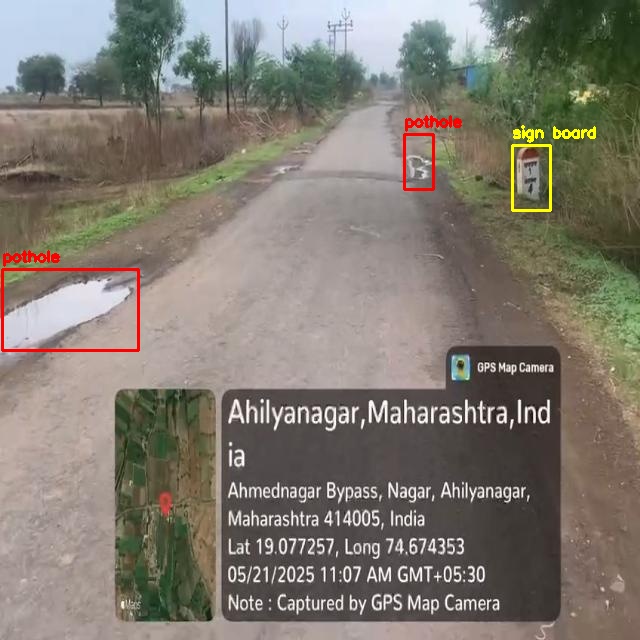 pothole
sign board
pothole
GPS Map Camera
Ahilyanagar,Maharashtra,Ind
ia
Ahmednagar Bypass, Nagar, Ahilyanagar,
Maharashtra 414005, India
Lat 19.077257, Long 74.674353
05/21/2025 11:07 AM GMT+05:30
Note : Captured by GPS Map Camera